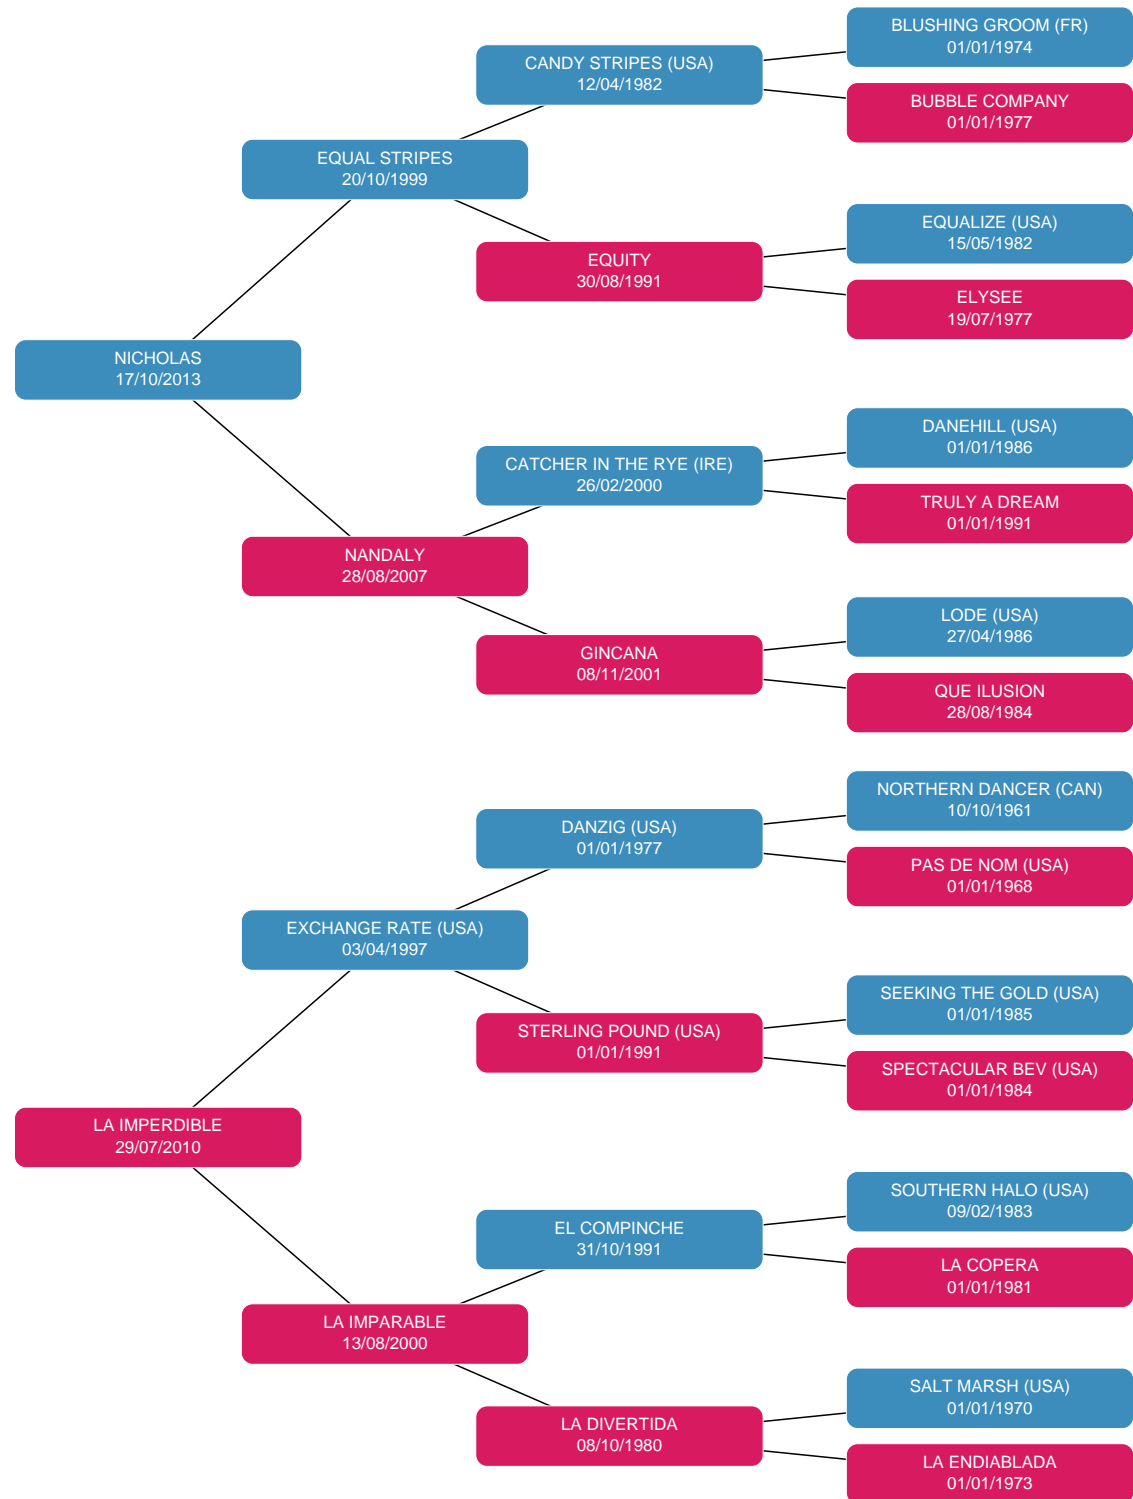 BLUSHING GROOM (FR)
01/01/1974
CANDY STRIPES (USA)
12/04/1982
BUBBLE COMPANY
01/01/1977
EQUAL STRIPES
20/10/1999
EQUALIZE (USA)
15/05/1982
EQUITY
30/08/1991
ELYSEE
19/07/1977
NICHOLAS
17/10/2013
DANEHILL (USA)
01/01/1986
CATCHER IN THE RYE (IRE)
26/02/2000
TRULY A DREAM
01/01/1991
NANDALY
28/08/2007
LODE (USA)
27/04/1986
GINCANA
08/11/2001
QUE ILUSION
28/08/1984
NORTHERN DANCER (CAN)
10/10/1961
DANZIG (USA)
01/01/1977
PAS DE NOM (USA)
01/01/1968
EXCHANGE RATE (USA)
03/04/1997
SEEKING THE GOLD (USA)
01/01/1985
STERLING POUND (USA)
01/01/1991
SPECTACULAR BEV (USA)
01/01/1984
LA IMPERDIBLE
29/07/2010
SOUTHERN HALO (USA)
09/02/1983
EL COMPINCHE
31/10/1991
LA COPERA
01/01/1981
LA IMPARABLE
13/08/2000
SALT MARSH (USA)
01/01/1970
LA DIVERTIDA
08/10/1980
LA ENDIABLADA
01/01/1973